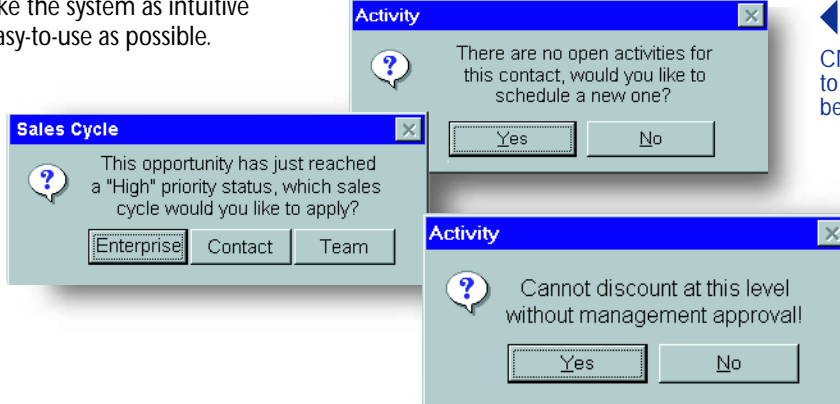 the system as intuitive
easy-to-use as possible.
Activity
There are no open activities for
this contact, would you like to
schedule a new one?
Yes
No
Sales Cycle
This opportunity has just reached
a "High" priority status, which sales
cycle would you like to apply?
Enterprise
Contact
Team
Activity
Cannot discount at this level
without management approval!
Yes
No
to
be